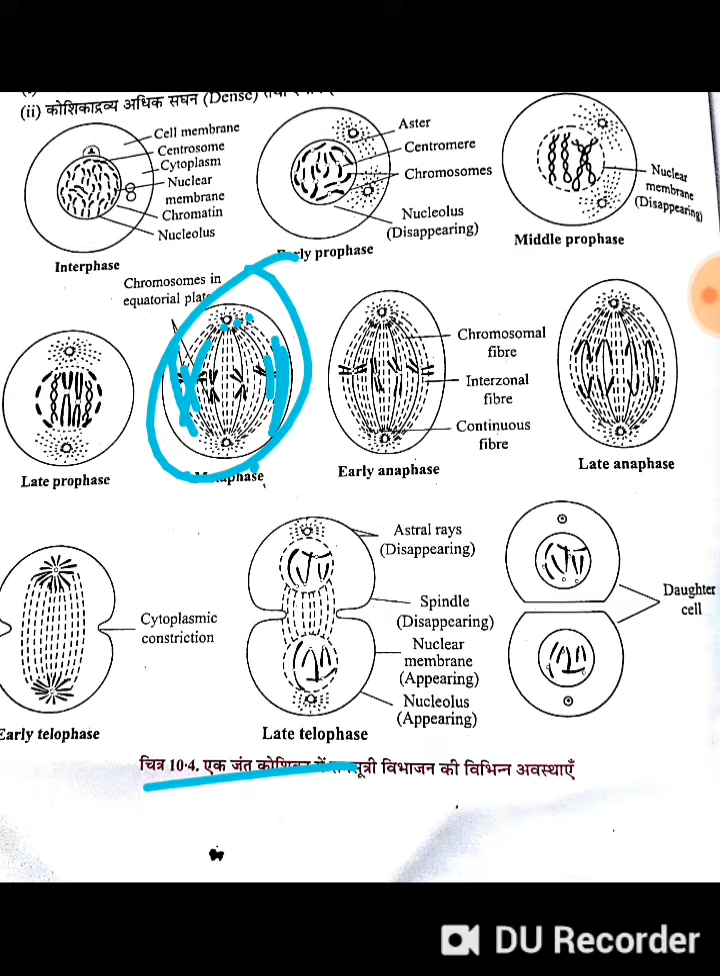 (ii) कोशिकाद्रव्य अधिक सघन (Dense)
Cell membrane
Centrosome
Cytoplasm
Nuclear
membrane
Chromatin
Nucleolus
Interphase
Aster
Centromere
Chromosomes
Nucleolus
(Disappearing)
Early prophase
Nuclear
membrane
(Disappearing)
Middle prophase
Late prophase
Chromosomes in
equatorial plate
Metaphase
Chromosomal
fibre
Interzonal
fibre
Continuous
fibre
Early anaphase
Late anaphase
Cytoplasmic
constriction
Early telophase
Astral rays
(Disappearing)
Spindle
(Disappearing)
Nuclear
membrane
(Appearing)
Nucleolus
(Appearing)
Late telophase
Daughter
cell
चित्र 10·4. एक जंतु कोशिका में समसूत्री विभाजन की विभिन्न अवस्थाएँ
DU Recorder